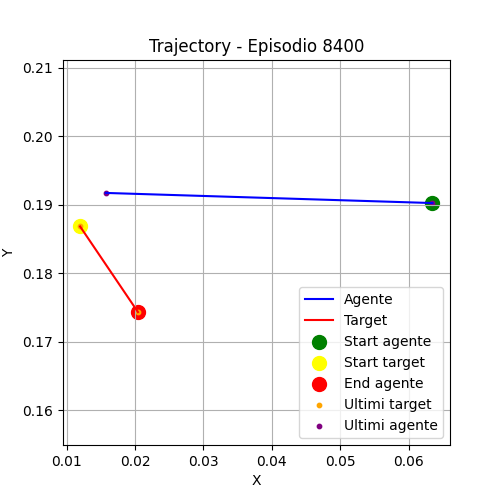 Trajectory - Episodio 8400
0.21
0.20
0.19
0.18
0.17
0.16
Y
0.01
0.02
0.03
0.04
0.05
0.06
X
Agente
Target
Start agente
Start target
End agente
Ultimi target
Ultimi agente